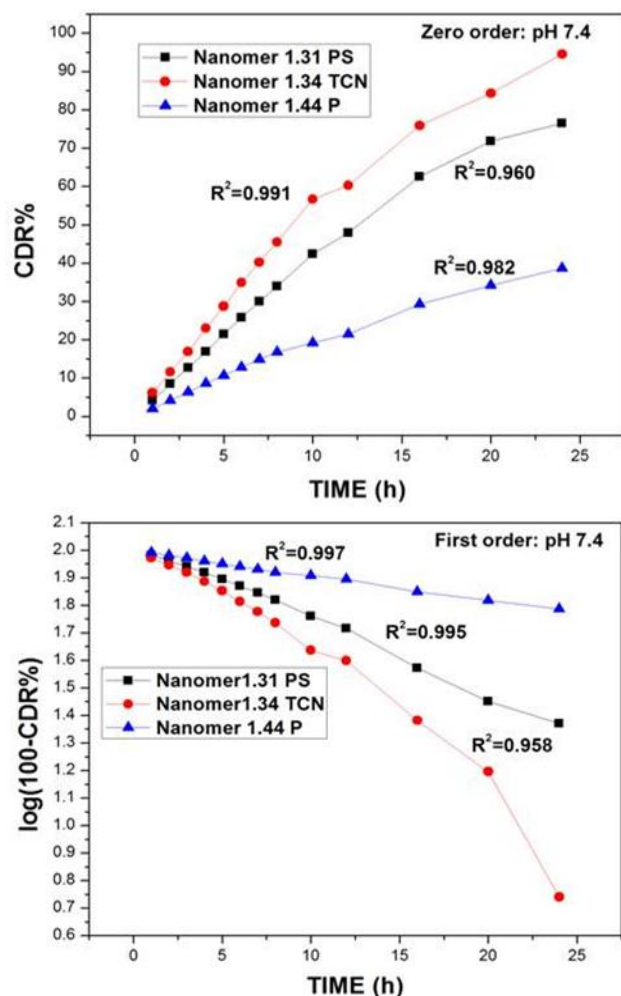 Zero order: pH 7.4
Nanomer 1.31 PS
Nanomer 1.34 TCN
Nanomer 1.44 P
R²=0.991
R²=0.960
R²=0.982
CDR%
100
90
80
70
60
50
40
30
20
10
0
0 5 10 15 20 25
TIME (h)
First order: pH 7.4
R²=0.997
R²=0.995
Nanomer1.31 PS
Nanomer1.34 TCN
Nanomer 1.44 P
R²=0.958
log(100-CDR%)
2.1
2.0
1.9
1.8
1.7
1.6
1.5
1.4
1.3
1.2
1.1
1.0
0.9
0.8
0.7
0.6
0 5 10 15 20 25
TIME (h)